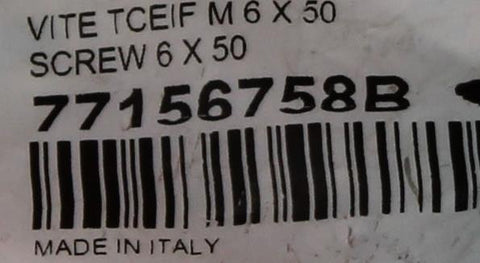 VITE TCEIF M 6 X 50
SCREW 6 X 50
77156758B
MADE IN ITALY